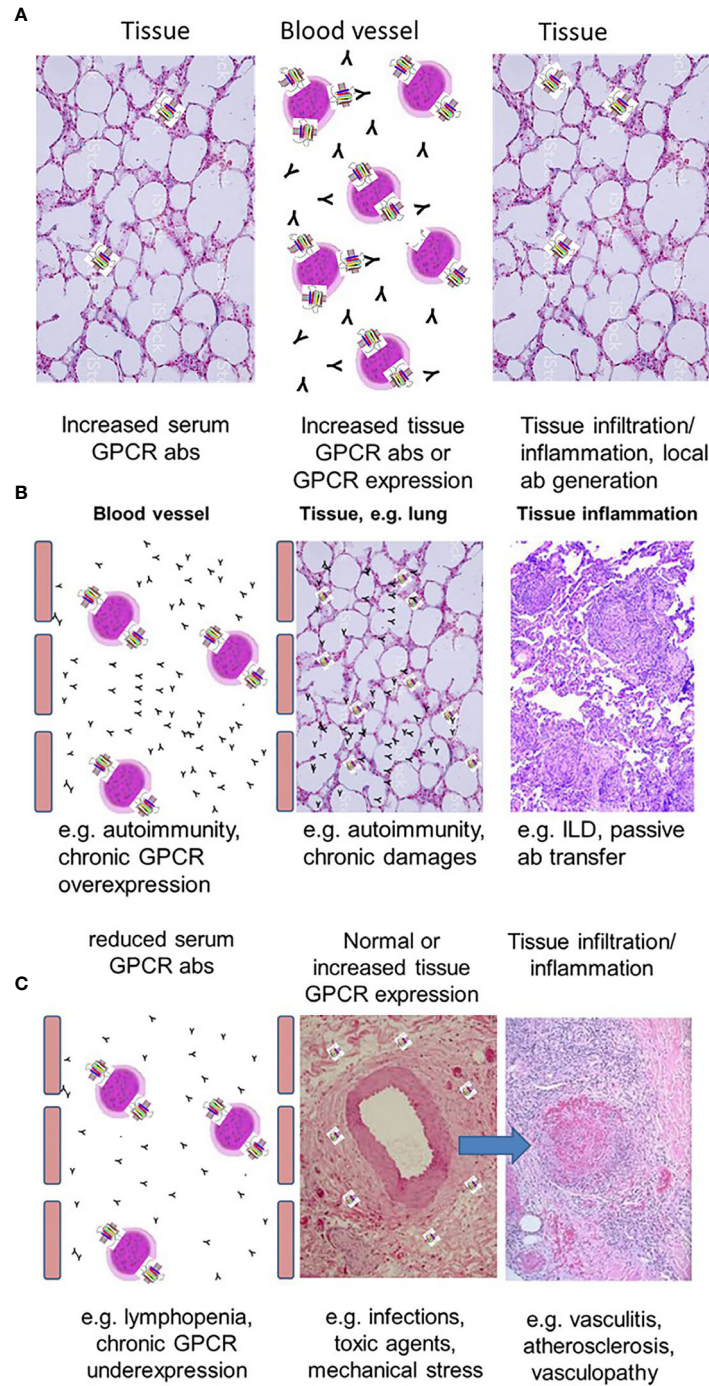 A
Tissue
Blood vessel
Tissue
iStock
iStock
Increased serum
GPCR abs
Increased tissue
GPCR abs or
GPCR expression
Tissue infiltration/
inflammation, local
ab generation
B
Blood vessel
Tissue, e.g. lung
Tissue inflammation
e.g. autoimmunity,
chronic GPCR
overexpression
e.g. autoimmunity,
chronic damages
e.g. ILD, passive
ab transfer
reduced serum
GPCR abs
Normal or
increased tissue
GPCR expression
Tissue infiltration/
inflammation
C
e.g. lymphopenia,
chronic GPCR
underexpression
e.g. infections,
toxic agents,
mechanical stress
e.g. vasculitis,
atherosclerosis,
vasculopathy